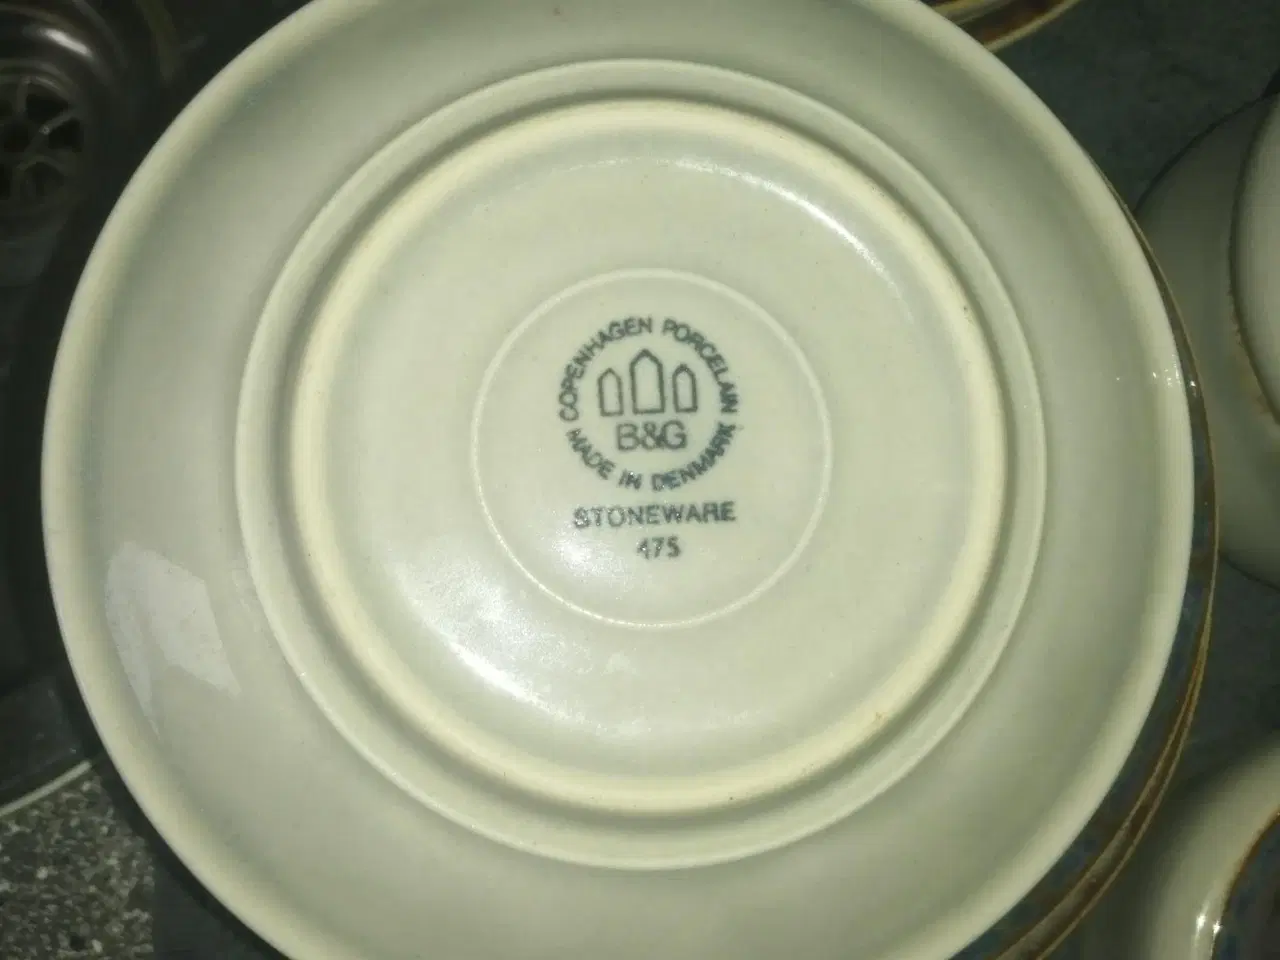 COPENHAGEN PORCELAIN
B&G
MADE IN DENMARK
STONEWARE
475